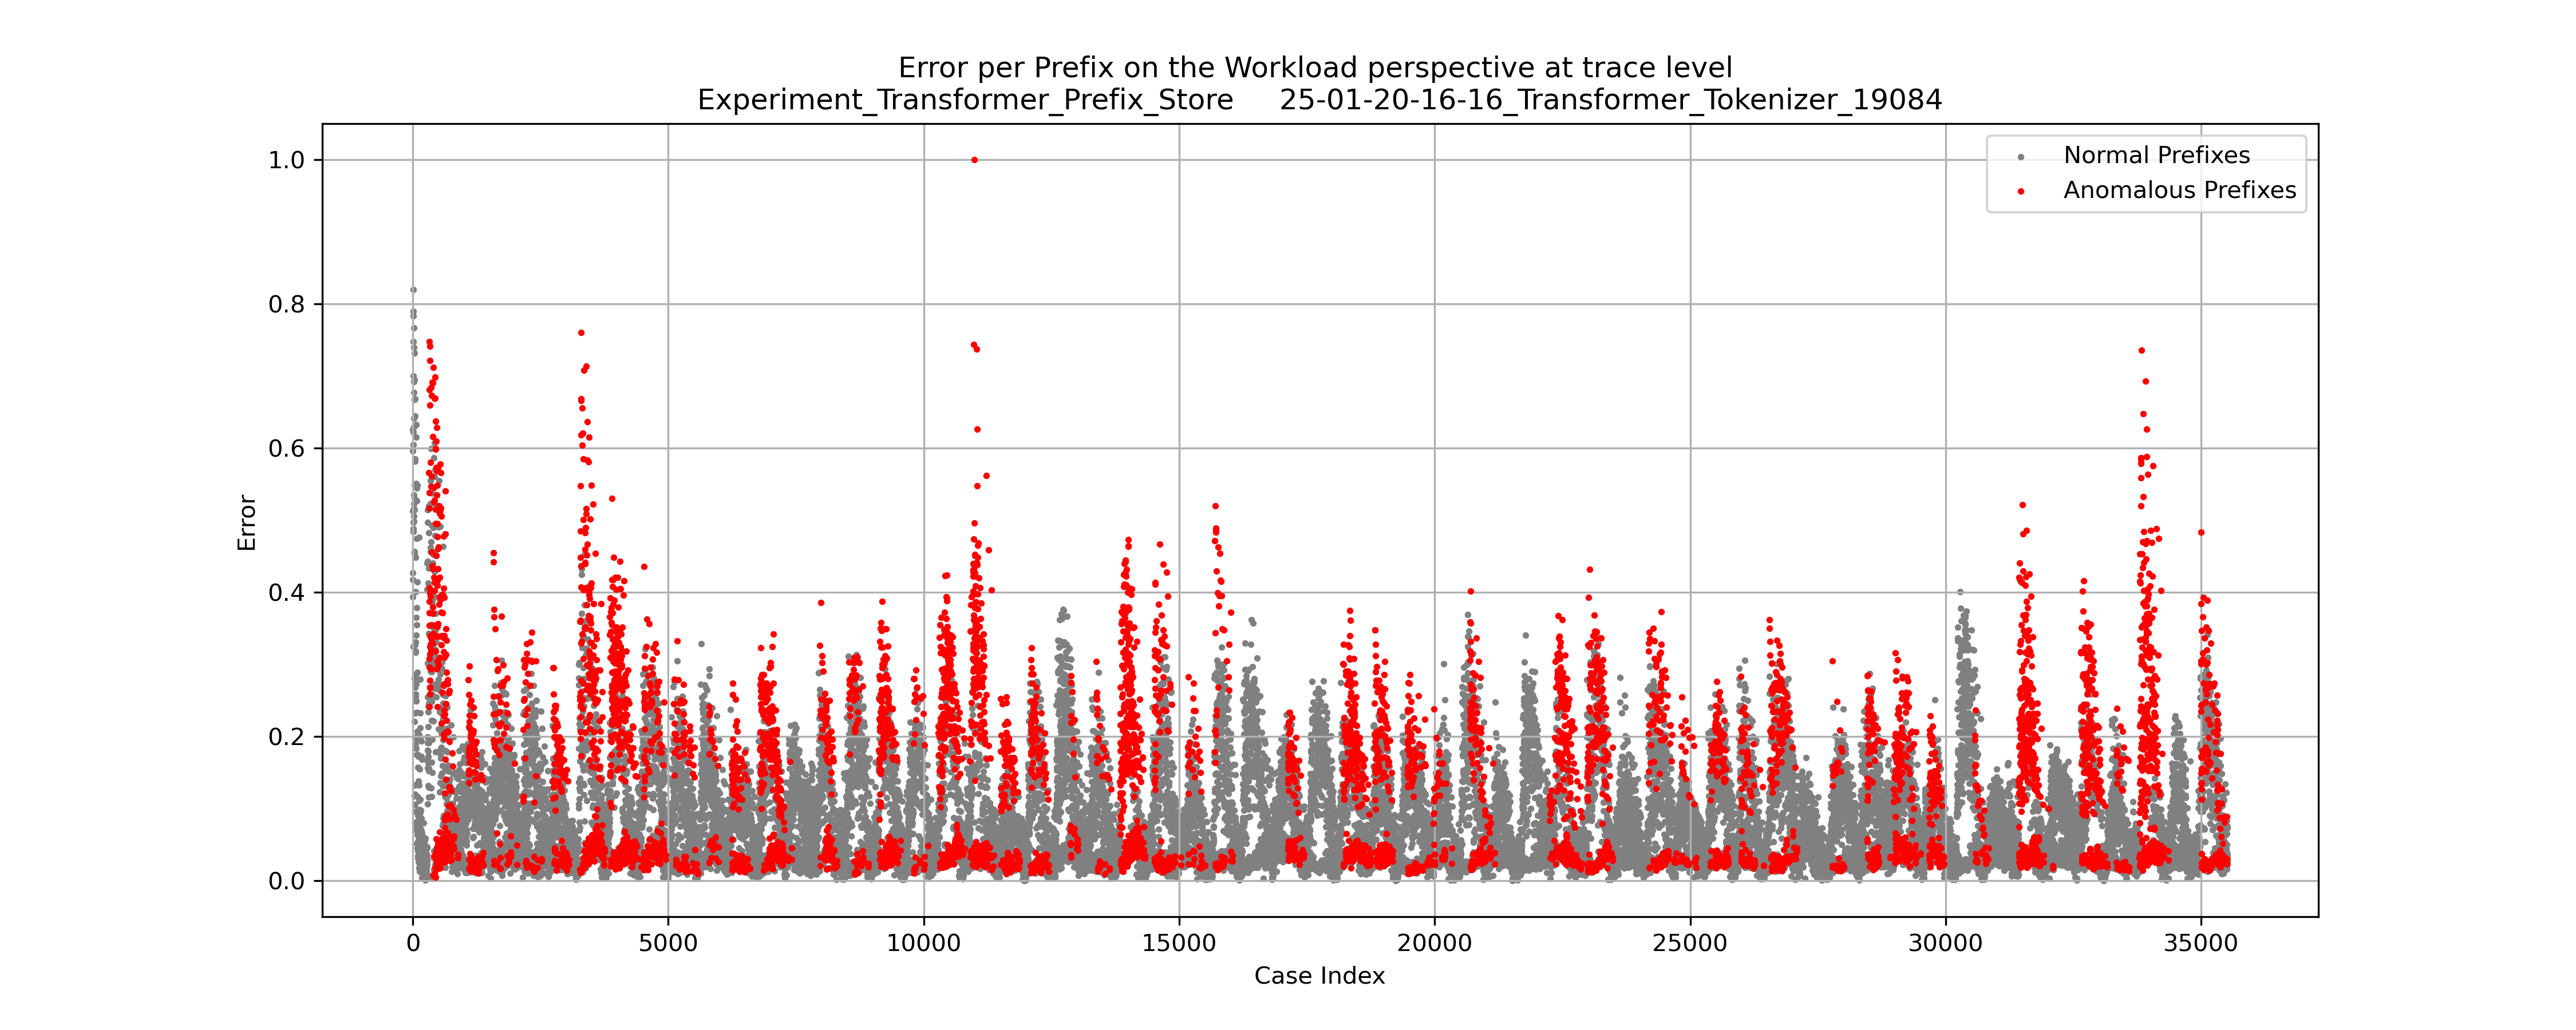 Error per Prefix on the Workload perspective at trace level
Experiment_Transformer_Prefix_Store 25-01-20-16-16_Transformer_Tokenizer_19084
Normal Prefixes
Anomalous Prefixes
Error
1.0
0.8
0.6
0.4
0.2
0.0
0 5000 10000 15000 20000 25000 30000 35000
Case Index